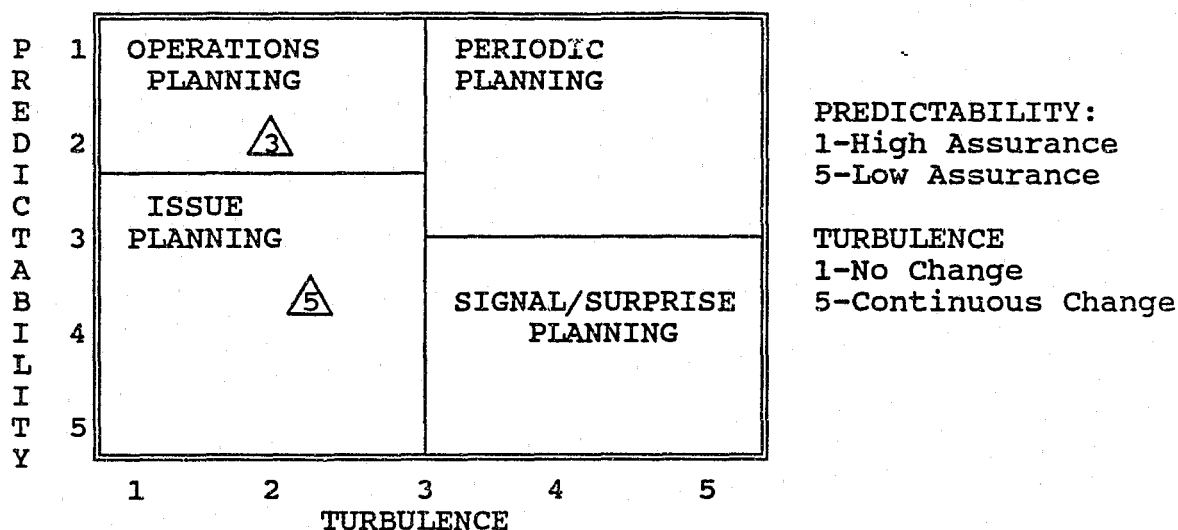 PREDICTABILITY
1
2
3
4
5
OPERATIONS
PLANNING
3
PERIODIC
PLANNING
ISSUE
PLANNING
5
SIGNAL/SURPRISE
PLANNING
1 2 3 4 5
TURBULENCE
PREDICTABILITY:
1-High Assurance
5-Low Assurance
TURBULENCE
1-No Change
5-Continuous Change